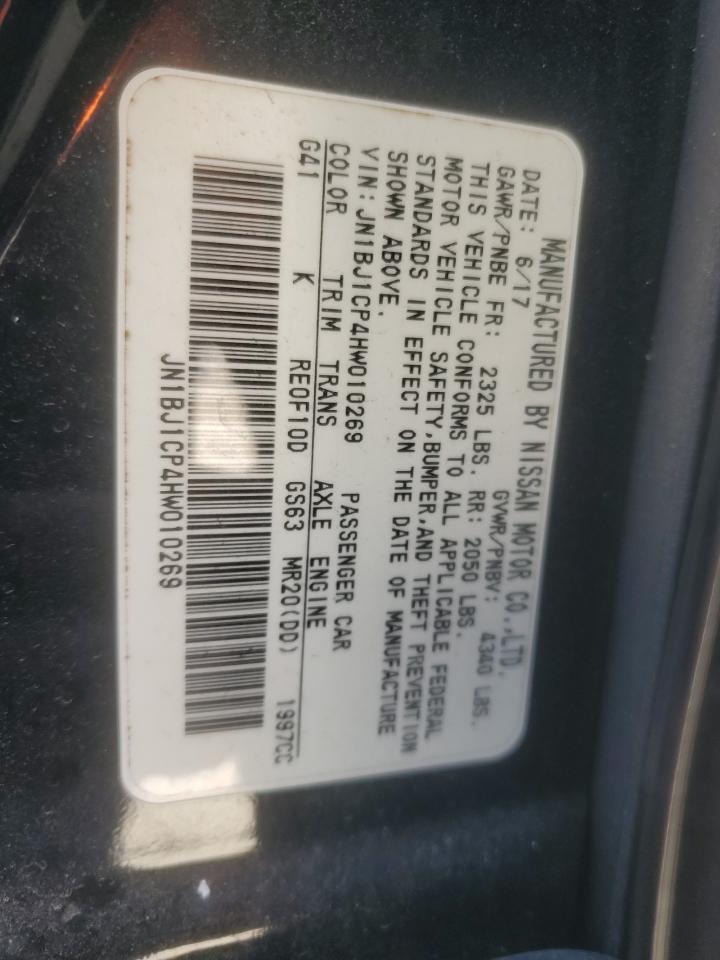 MANUFACTURED BY NISSAN MOTOR CO.,LTD.
DATE: 6/17 GVWR/PNBV: 4340 LBS.
GAWR/PNBE FR: 2325 LBS. RR: 2050 LBS.
THIS VEHICLE CONFORMS TO ALL APPLICABLE FEDERAL
MOTOR VEHICLE SAFETY,BUMPER,AND THEFT PREVENTION
STANDARDS IN EFFECT ON THE DATE OF MANUFACTURE
SHOWN ABOVE.
VIN: JN1BJ1CP4HW010269 PASSENGER CAR
COLOR TRIM TRANS AXLE ENGINE
G41 K RE0F10D GS63 MR20(DD) 1997CC
JN1BJ1CP4HW010269